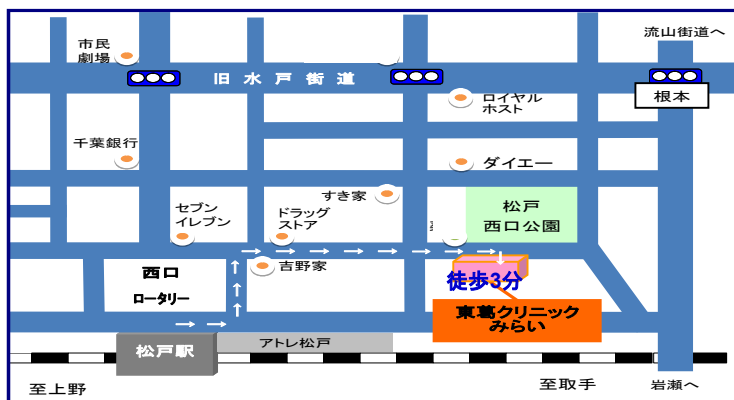 流山街道へ
市民
劇場
旧水戸街道
根本
ロイヤル
ホスト
千葉銀行
ダイエー
すき家
セブン
イレブン
ドラッグ
ストア
松戸
西口公園
西口
ロータリー
吉野家
徒歩3分
東葛クリニック
みらい
松戸駅
アトレ松戸
至上野
至取手
岩瀬へ